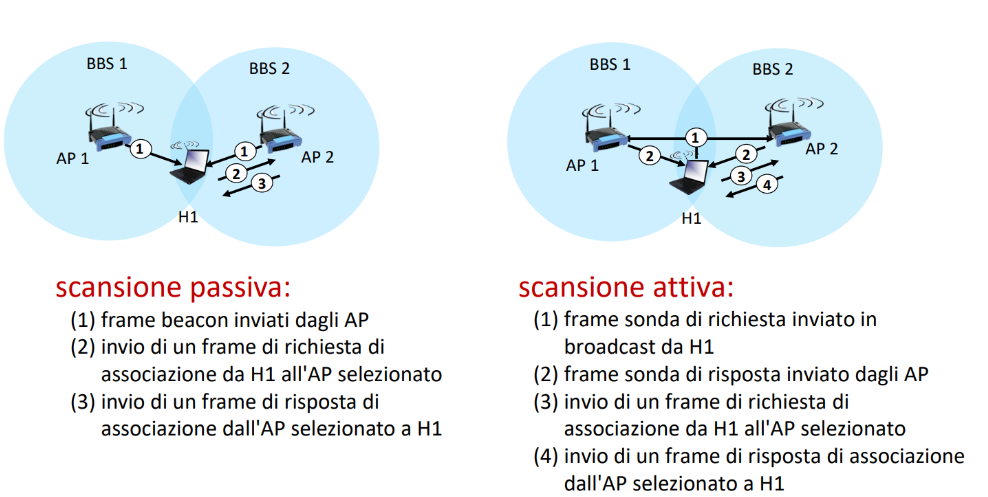 BBS 1
BBS 2
AP 1
AP 2
1
1
2
3
H1
scansione passiva:
(1) frame beacon inviati dagli AP
(2) invio di un frame di richiesta di
associazione da H1 all'AP selezionato
(3) invio di un frame di risposta di
associazione dall'AP selezionato a H1
BBS 1
BBS 2
AP 1
AP 2
1
2
2
3
4
H1
scansione attiva:
(1) frame sonda di richiesta inviato in
broadcast da H1
(2) frame sonda di risposta inviato dagli AP
(3) invio di un frame di richiesta di
associazione da H1 all'AP selezionato
(4) invio di un frame di risposta di associazione
dall'AP selezionato a H1